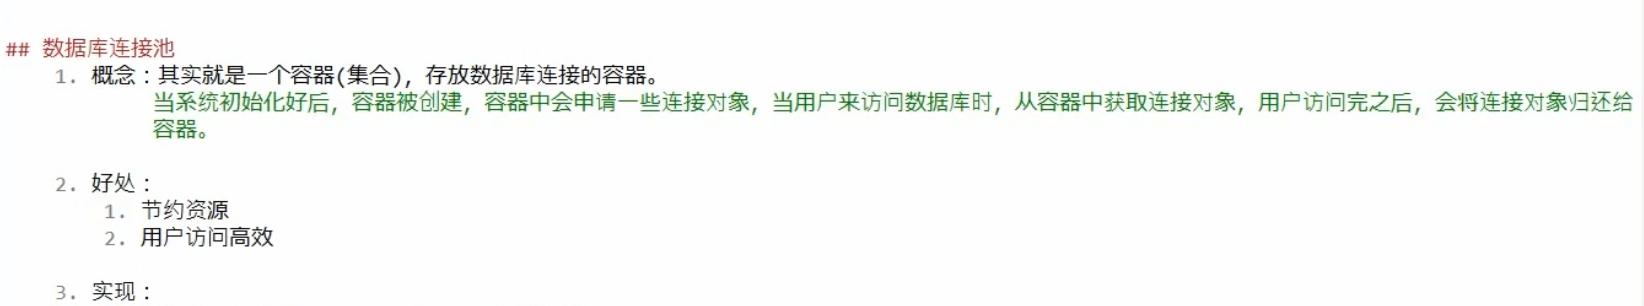 ## 数据库连接池
1. 概念：其实就是一个容器(集合)，存放数据库连接的容器。
当系统初始化好后，容器被创建，容器中会申请一些连接对象，当用户来访问数据库时，从容器中获取连接对象，用户访问完之后，会将连接对象归还给
容器。
2. 好处：
1. 节约资源
2. 用户访问高效
3. 实现：